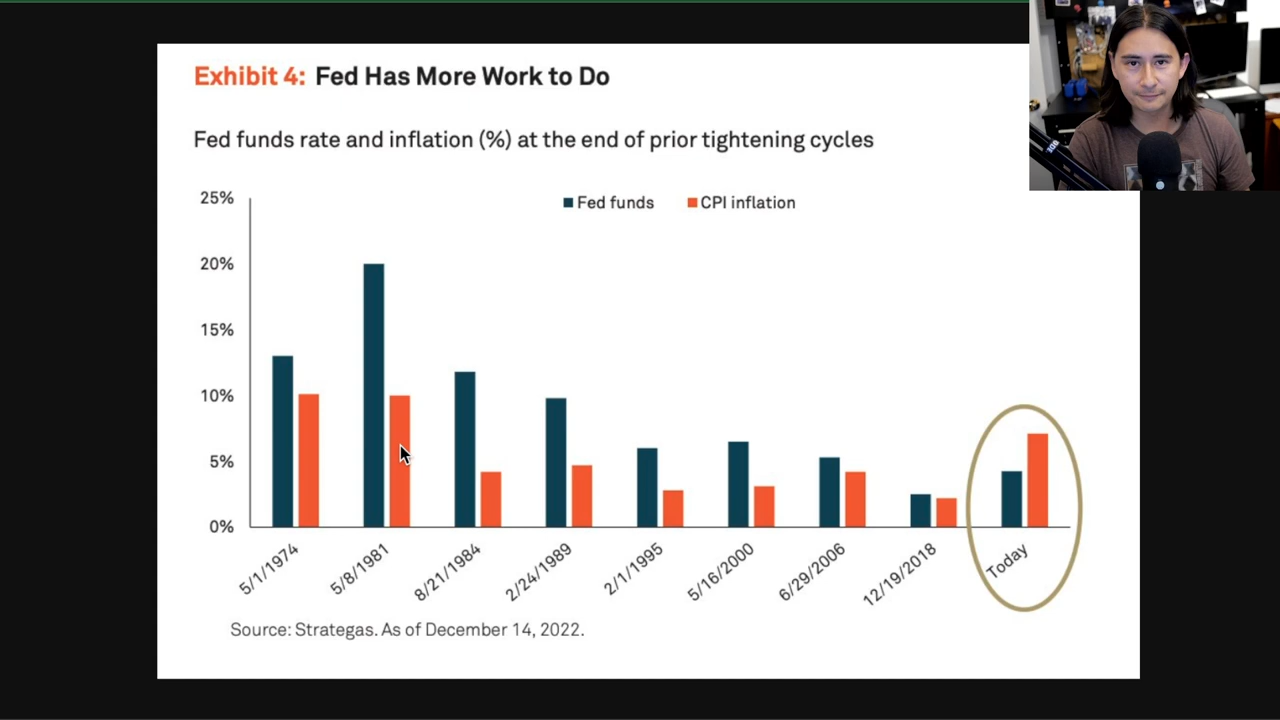 Exhibit 4: Fed Has More Work to Do
Fed funds rate and inflation (%) at the end of prior tightening cycles
Fed funds
CPI inflation
25%
20%
15%
10%
5%
0%
5/1/1974
5/8/1981
8/21/1984
2/24/1989
2/1/1995
5/16/2000
6/29/2006
12/19/2018
Today
Source: Strategas. As of December 14, 2022.